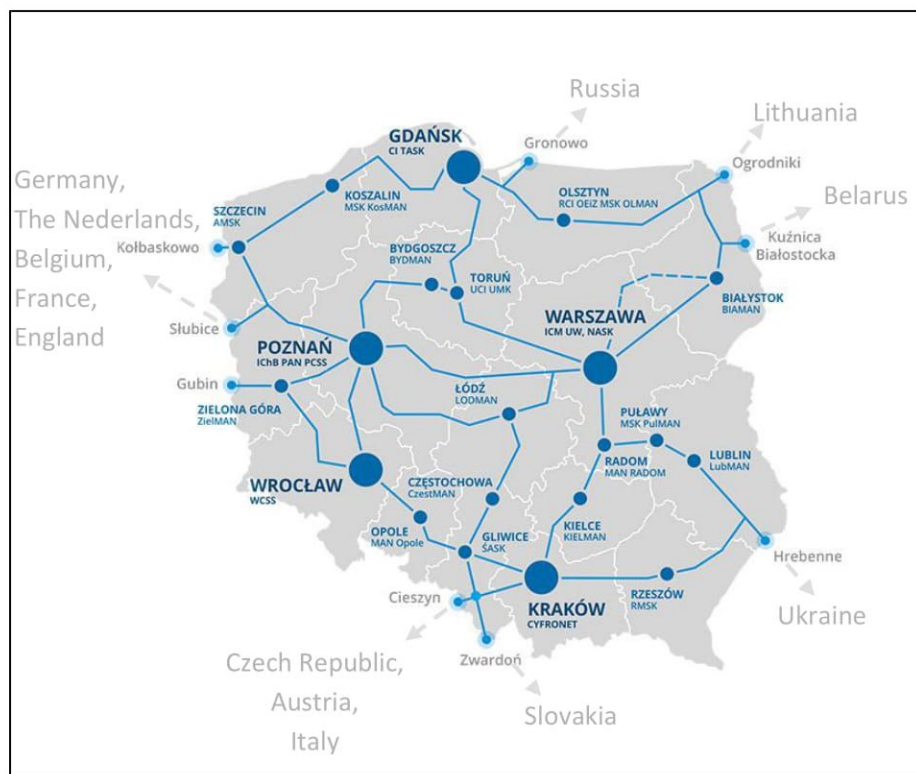 Russia
Lithuania
GDAŃSK
CI TASK
Gronowo
Ogrodniki
Germany,
The Nederlands,
Belgium,
France,
England
KOSZALIN
MSK KosMAN
OLSZTYN
RCI OEiZ MSK OLMAN
Belarus
SZCZECIN
AMSK
Kołbaskowo
BYDGOSZCZ
BYDMAN
TORUŃ
UCI UMK
Kuźnica
Białostocka
BIAŁYSTOK
BIAMAN
WARSZAWA
ICM UW, NASK
Słubice
POZNAŃ
IChB PAN PCSS
Gubin
ŁÓDŹ
LODMAN
ZIELONA GÓRA
ZielMAN
PUŁAWY
MSK PulMAN
RADOM
MAN RADOM
LUBLIN
LubMAN
WROCŁAW
WCSS
CZĘSTOCHOWA
CzestMAN
OPOLE
MAN Opole
GLIWICE
ŚASK
KIELCE
KIELMAN
Hrebenne
Cieszyn
KRAKÓW
CYFRONET
RZESZÓW
RMSK
Ukraine
Zwardoń
Czech Republic,
Austria,
Italy
Slovakia